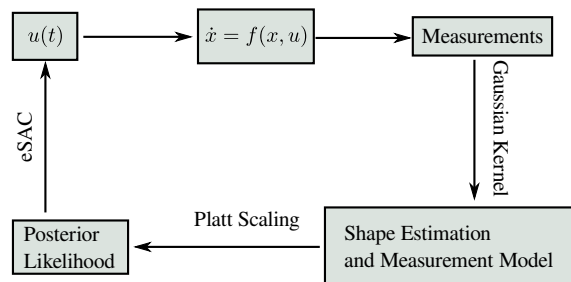 u(t)
ẋ = f(x, u)
Measurements
Gaussian Kernel
eSAC
Platt Scaling
Posterior
Likelihood
Shape Estimation
and Measurement Model